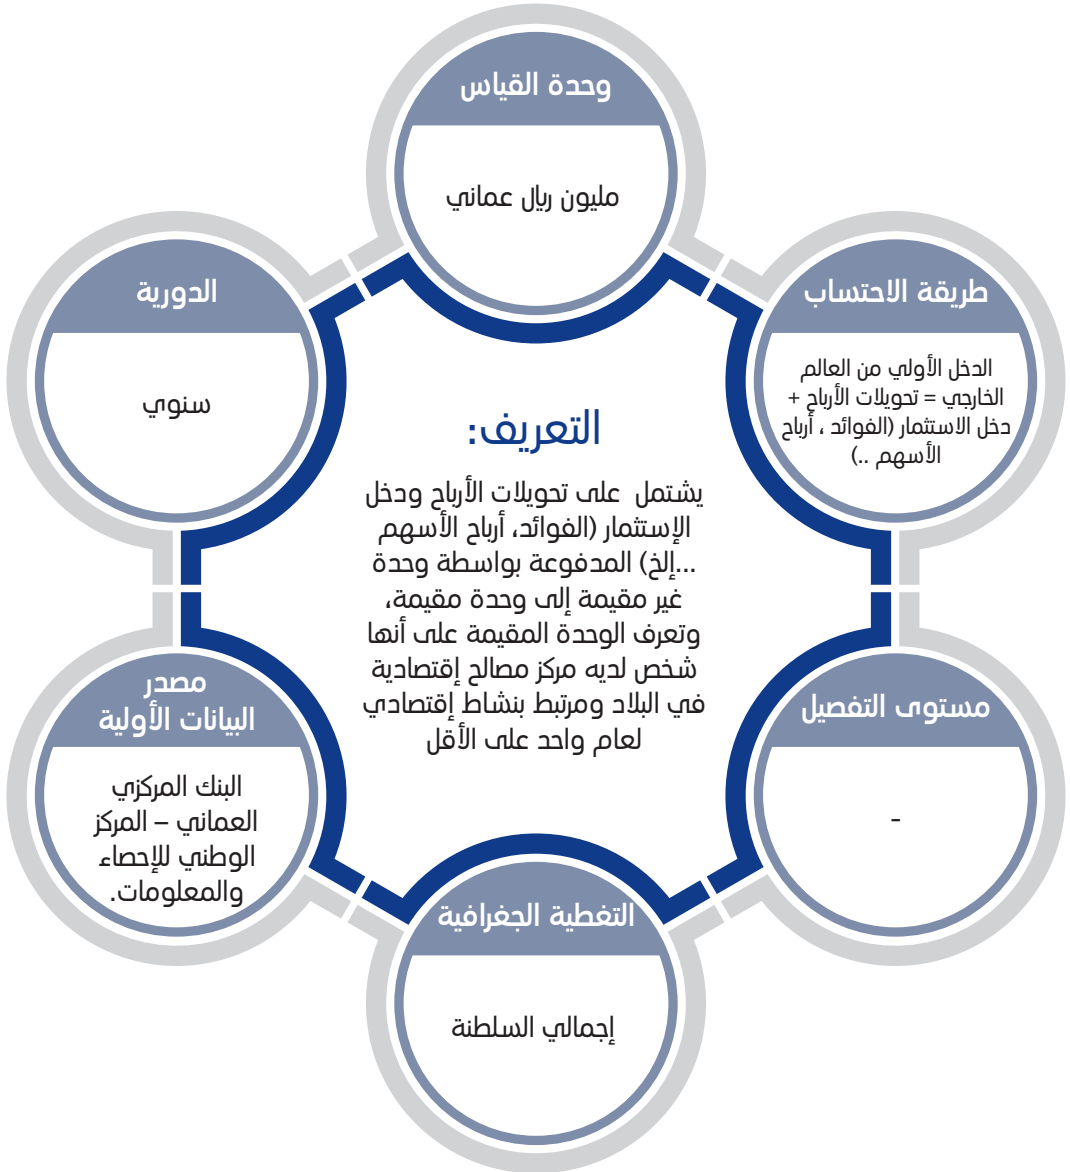 وحدة القياس
مليون ريال عماني
طريقة الاحتساب
الدخل الأولي من العالم
الخارجي = تحويلات الأرباح +
دخل الاستثمار (الفوائد ، أرباح
الأسهم ..)
الدورية
سنوي
التعريف:
يشتمل على تحويلات الأرباح ودخل
الإستثمار (الفوائد، أرباح الأسهم
...إلخ) المدفوعة بواسطة وحدة
غير مقيمة إلى وحدة مقيمة،
وتعرف الوحدة المقيمة على أنها
شخص لديه مركز مصالح إقتصادية
في البلاد ومرتبط بنشاط إقتصادي
لعام واحد على الأقل
مستوى التفصيل
-
مصدر
البيانات الأولية
البنك المركزي
العماني – المركز
الوطني للإحصاء
والمعلومات.
التغطية الجغرافية
إجمالي السلطنة